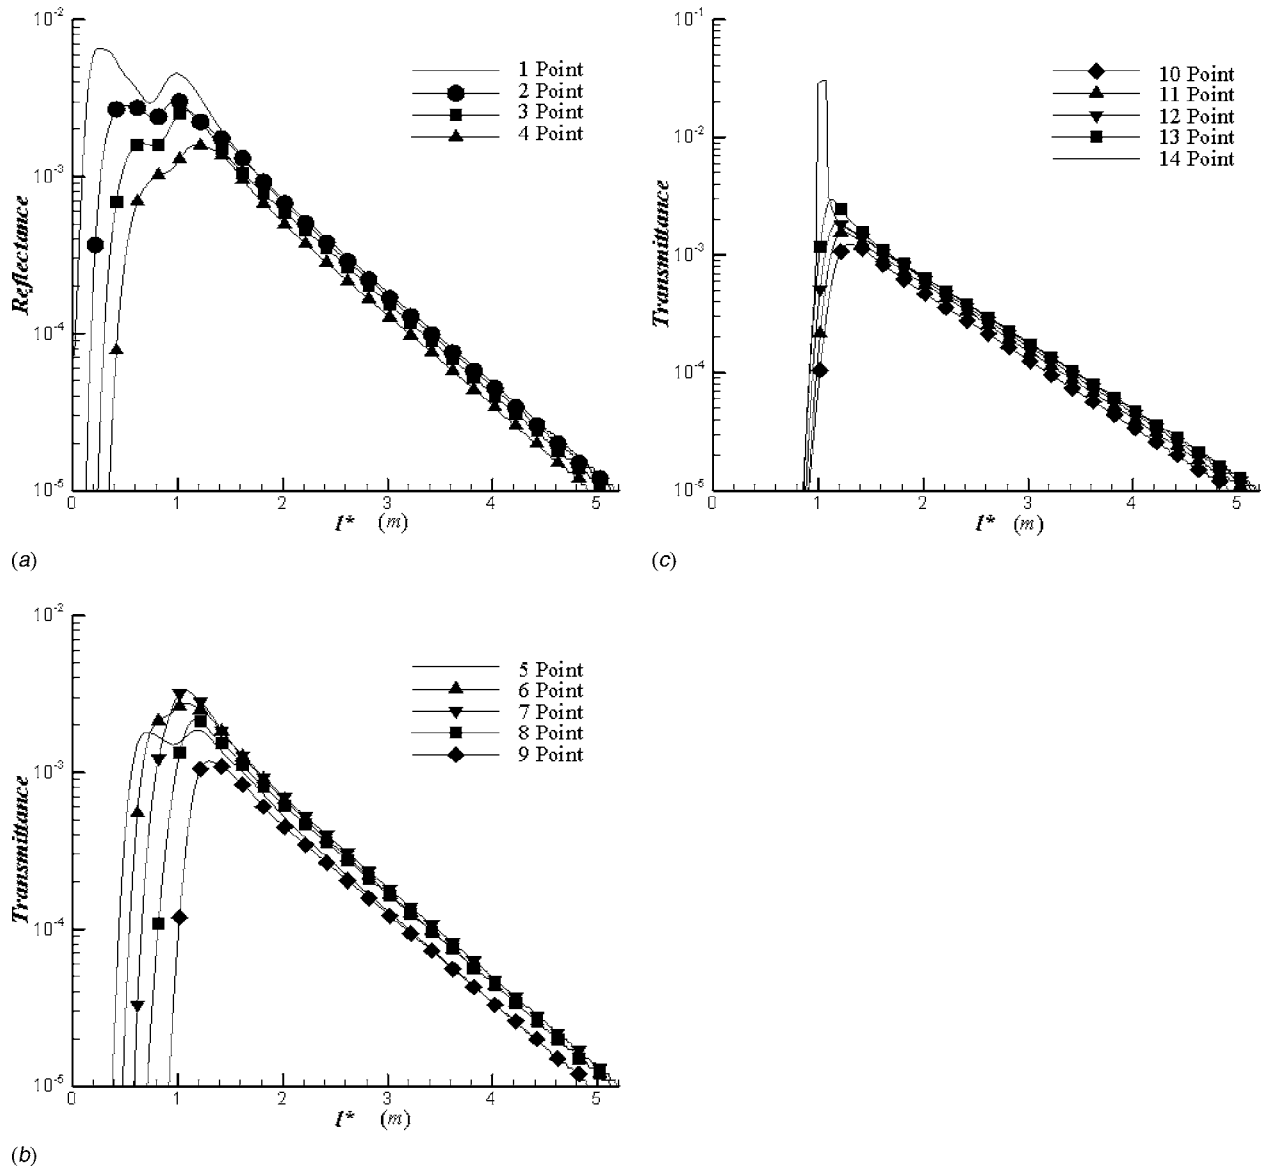 10⁻²
10⁻³
10⁻⁴
10⁻⁵
Reflectance
1 Point
2 Point
3 Point
4 Point
0 1 2 3 4 5
l* (m)
(a)
10⁻¹
10⁻²
10⁻³
10⁻⁴
10⁻⁵
Transmittance
10 Point
11 Point
12 Point
13 Point
14 Point
0 1 2 3 4 5
l* (m)
(c)
10⁻²
10⁻³
10⁻⁴
10⁻⁵
Transmittance
5 Point
6 Point
7 Point
8 Point
9 Point
0 1 2 3 4 5
l* (m)
(b)